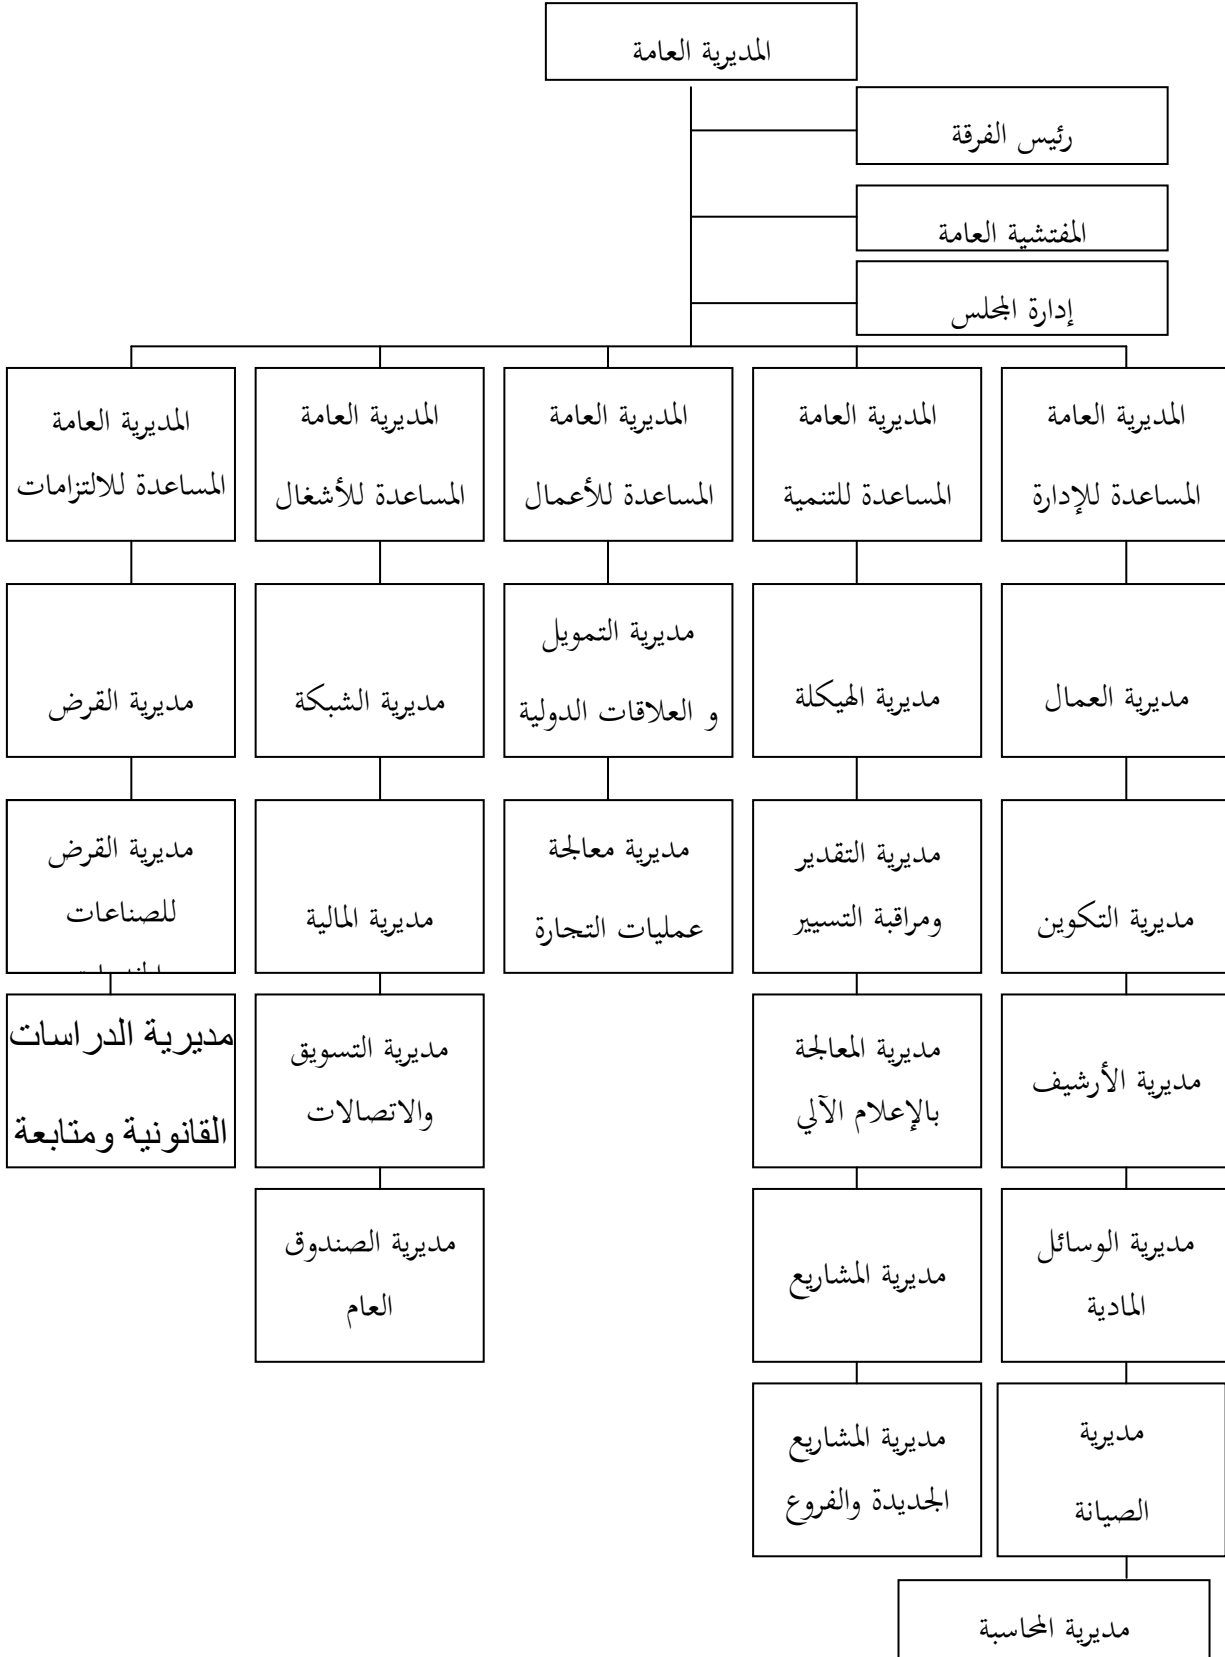 المديرية العامة
رئيس الفرقة
المفتشية العامة
إدارة المجلس
المديرية العامة
المساعدة للإدارة
المديرية العامة
المساعدة للتنمية
المديرية العامة
المساعدة للأعمال
المديرية العامة
المساعدة للأشغال
المديرية العامة
المساعدة للالتزامات
مديرية العمال
مديرية الهيكلة
مديرية التمويل
و العلاقات الدولية
مديرية الشبكة
مديرية القرض
مديرية التكوين
مديرية التقدير
ومراقبة التسيير
مديرية معالجة
عمليات التجارة
مديرية المالية
مديرية القرض
للصناعات
مديرية الأرشيف
مديرية المعالجة
بالإعلام الآلي
مديرية التسويق
والاتصالات
مديرية الدراسات
القانونية ومتابعة
مديرية الوسائل
المادية
مديرية المشاريع
مديرية الصندوق
العام
مديرية
الصيانة
مديرية المشاريع
الجديدة والفروع
مديرية المحاسبة